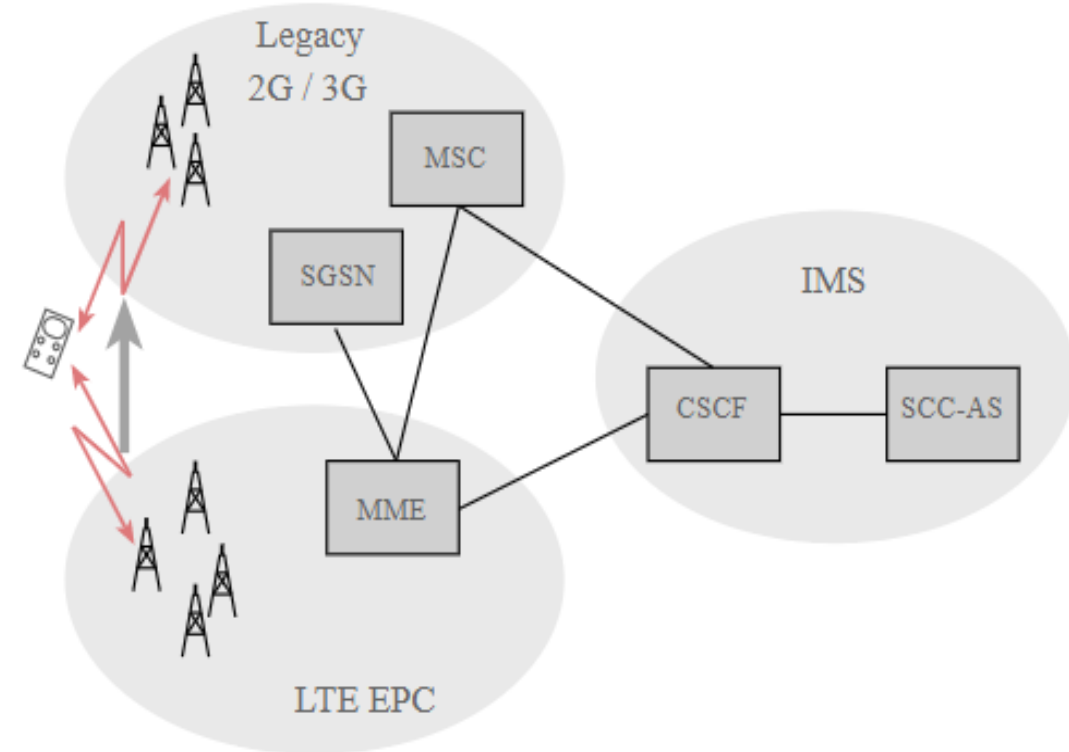 Legacy
2G / 3G
MSC
SGSN
IMS
CSCF
SCC-AS
MME
LTE EPC